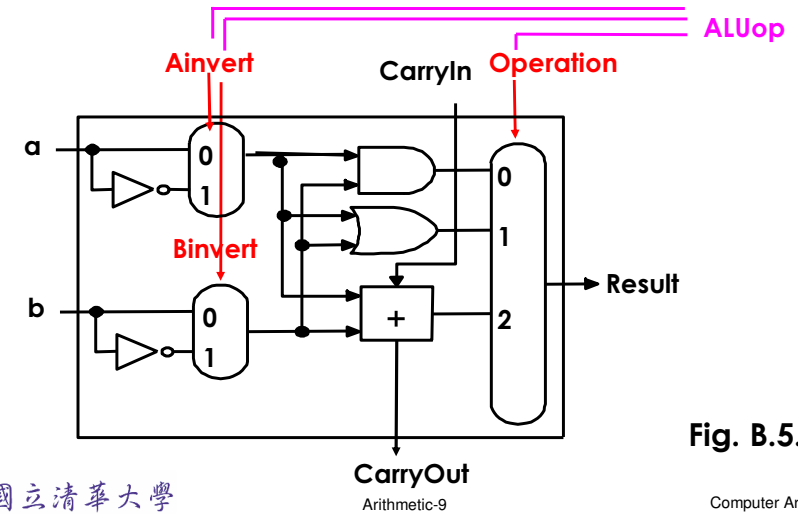 ALUop
Ainvert
CarryIn
Operation
a
0
1
0
1
Binvert
Result
b
0
1
+
2
Fig. B.5.
CarryOut
國立清華大學
Arithmetic-9
Computer Ar